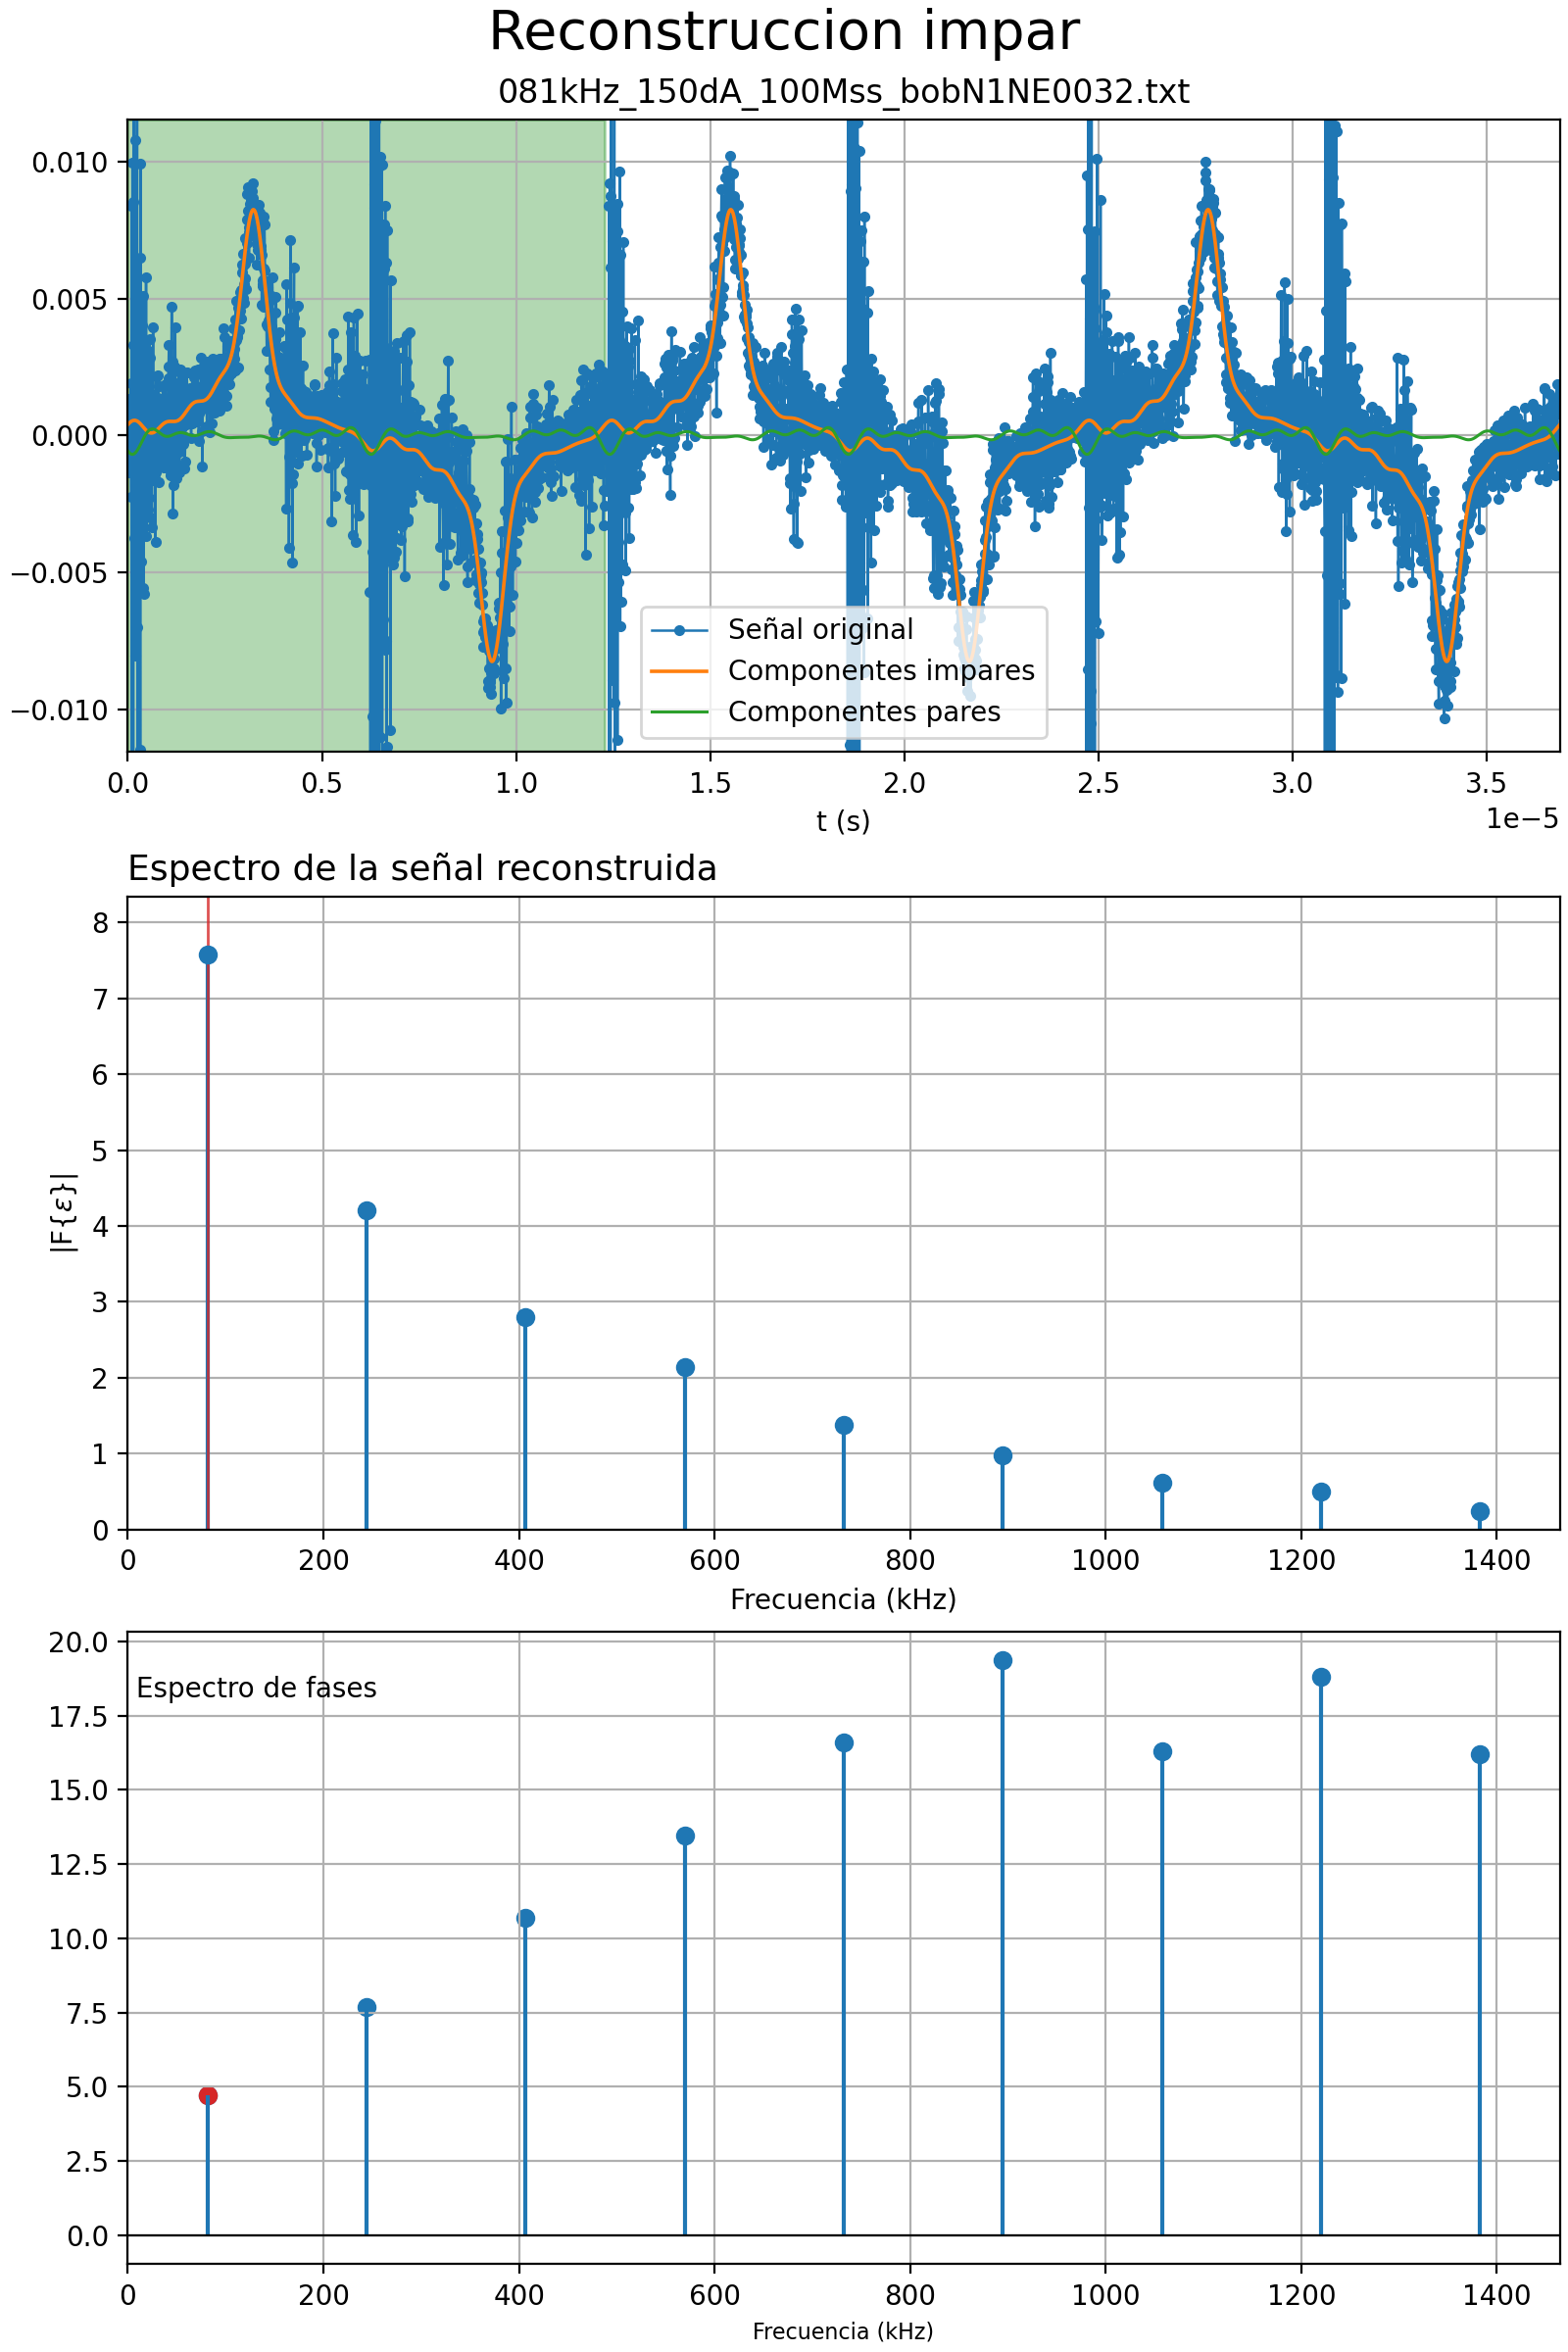 Reconstruccion impar
081kHz_150dA_100Mss_bobN1NE0032.txt
0.010
0.005
0.000
−0.005
−0.010
Señal original
Componentes impares
Componentes pares
0.0 0.5 1.0 1.5 2.0 2.5 3.0 3.5
t (s)
1e−5
Espectro de la señal reconstruida
8
7
6
5
4
3
2
1
0
|F{ε}|
0 200 400 600 800 1000 1200 1400
Frecuencia (kHz)
20.0
Espectro de fases
17.5
15.0
12.5
10.0
7.5
5.0
2.5
0.0
0 200 400 600 800 1000 1200 1400
Frecuencia (kHz)